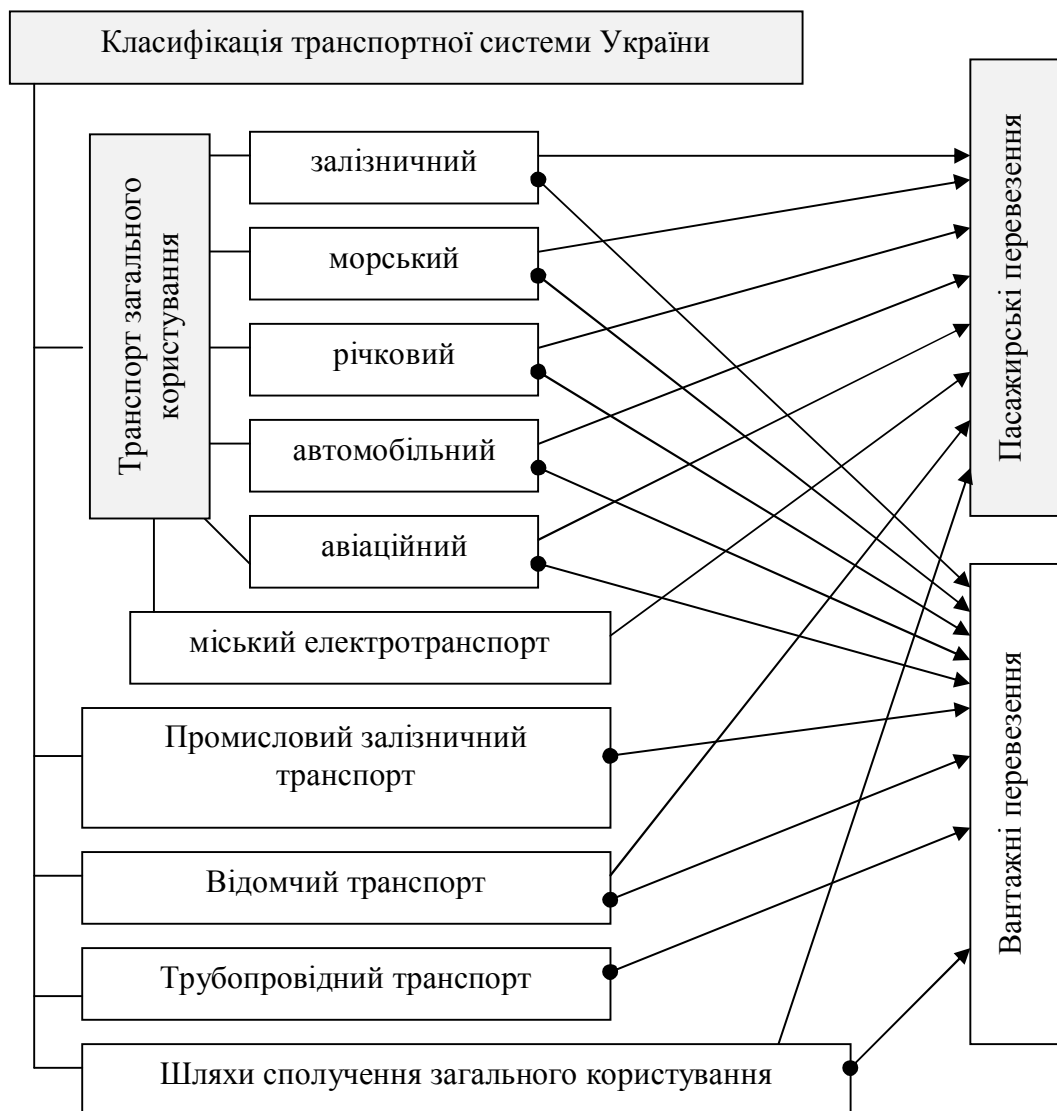 Класифікація транспортної системи України
Транспорт загального
користування
залізничний
морський
річковий
автомобільний
авіаційний
міський електротранспорт
Промисловий залізничний
транспорт
Відомчий транспорт
Трубопровідний транспорт
Шляхи сполучення загального користування
Пасажирські перевезення
Вантажні перевезення